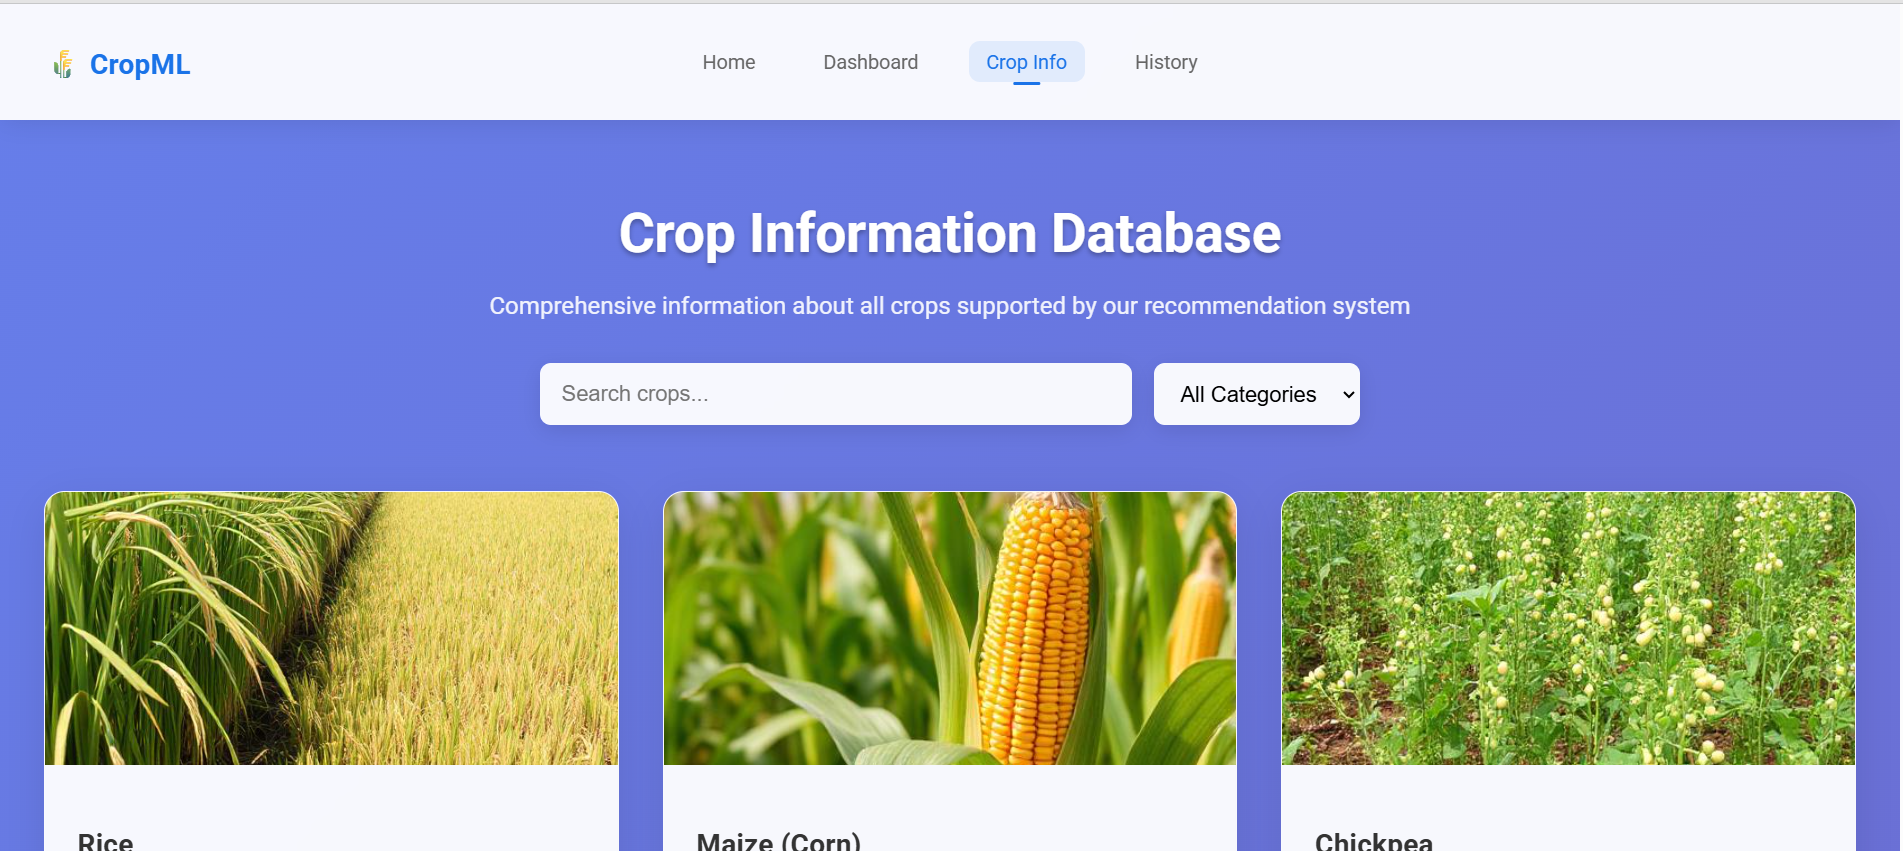 CropML
Home
Dashboard
Crop Info
History
Crop Information Database
Comprehensive information about all crops supported by our recommendation system
Search crops...
All Categories
Rice
Maize (Corn)
Chickpea